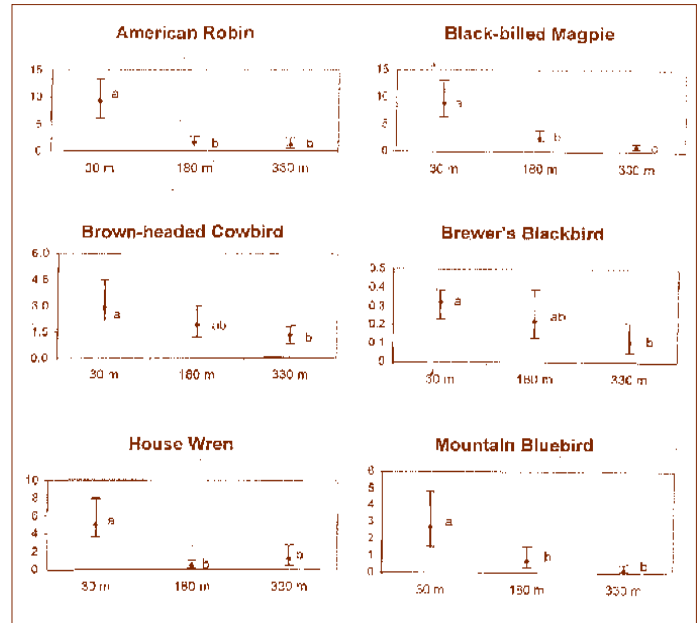 American Robin
15
10
5
0
a
b
b
30 m
180 m
330 m
Black-billed Magpie
15
10
5
0
a
b
30 m
180 m
330 m
Brown-headed Cowbird
6.0
4.5
3.0
1.5
0.0
a
ab
b
30 m
180 m
330 m
Brewer's Blackbird
0.5
0.4
0.3
0.2
0.1
0
a
ab
b
30 m
180 m
330 m
House Wren
10
8
6
4
2
0
a
b
b
30 m
180 m
330 m
Mountain Bluebird
6
5
4
3
2
1
0
a
b
b
30 m
180 m
330 m